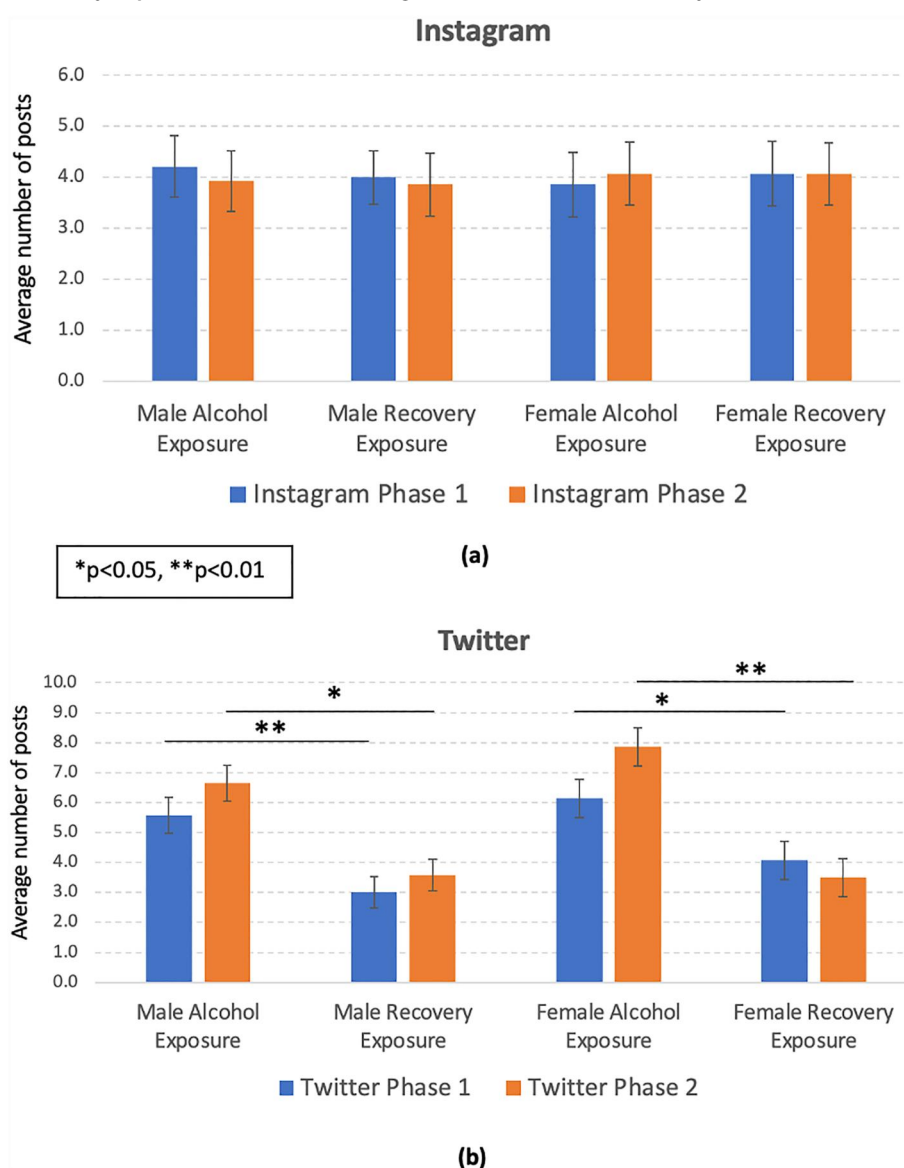 Instagram
Average number of posts
6.0
5.0
4.0
3.0
2.0
1.0
0.0
Male Alcohol
Exposure
Male Recovery
Exposure
Female Alcohol
Exposure
Female Recovery
Exposure
Instagram Phase 1
Instagram Phase 2
(a)
*p<0.05, **p<0.01
Twitter
Average number of posts
10.0
9.0
8.0
7.0
6.0
5.0
4.0
3.0
2.0
1.0
0.0
**
*
*
**
Male Alcohol
Exposure
Male Recovery
Exposure
Female Alcohol
Exposure
Female Recovery
Exposure
Twitter Phase 1
Twitter Phase 2
(b)